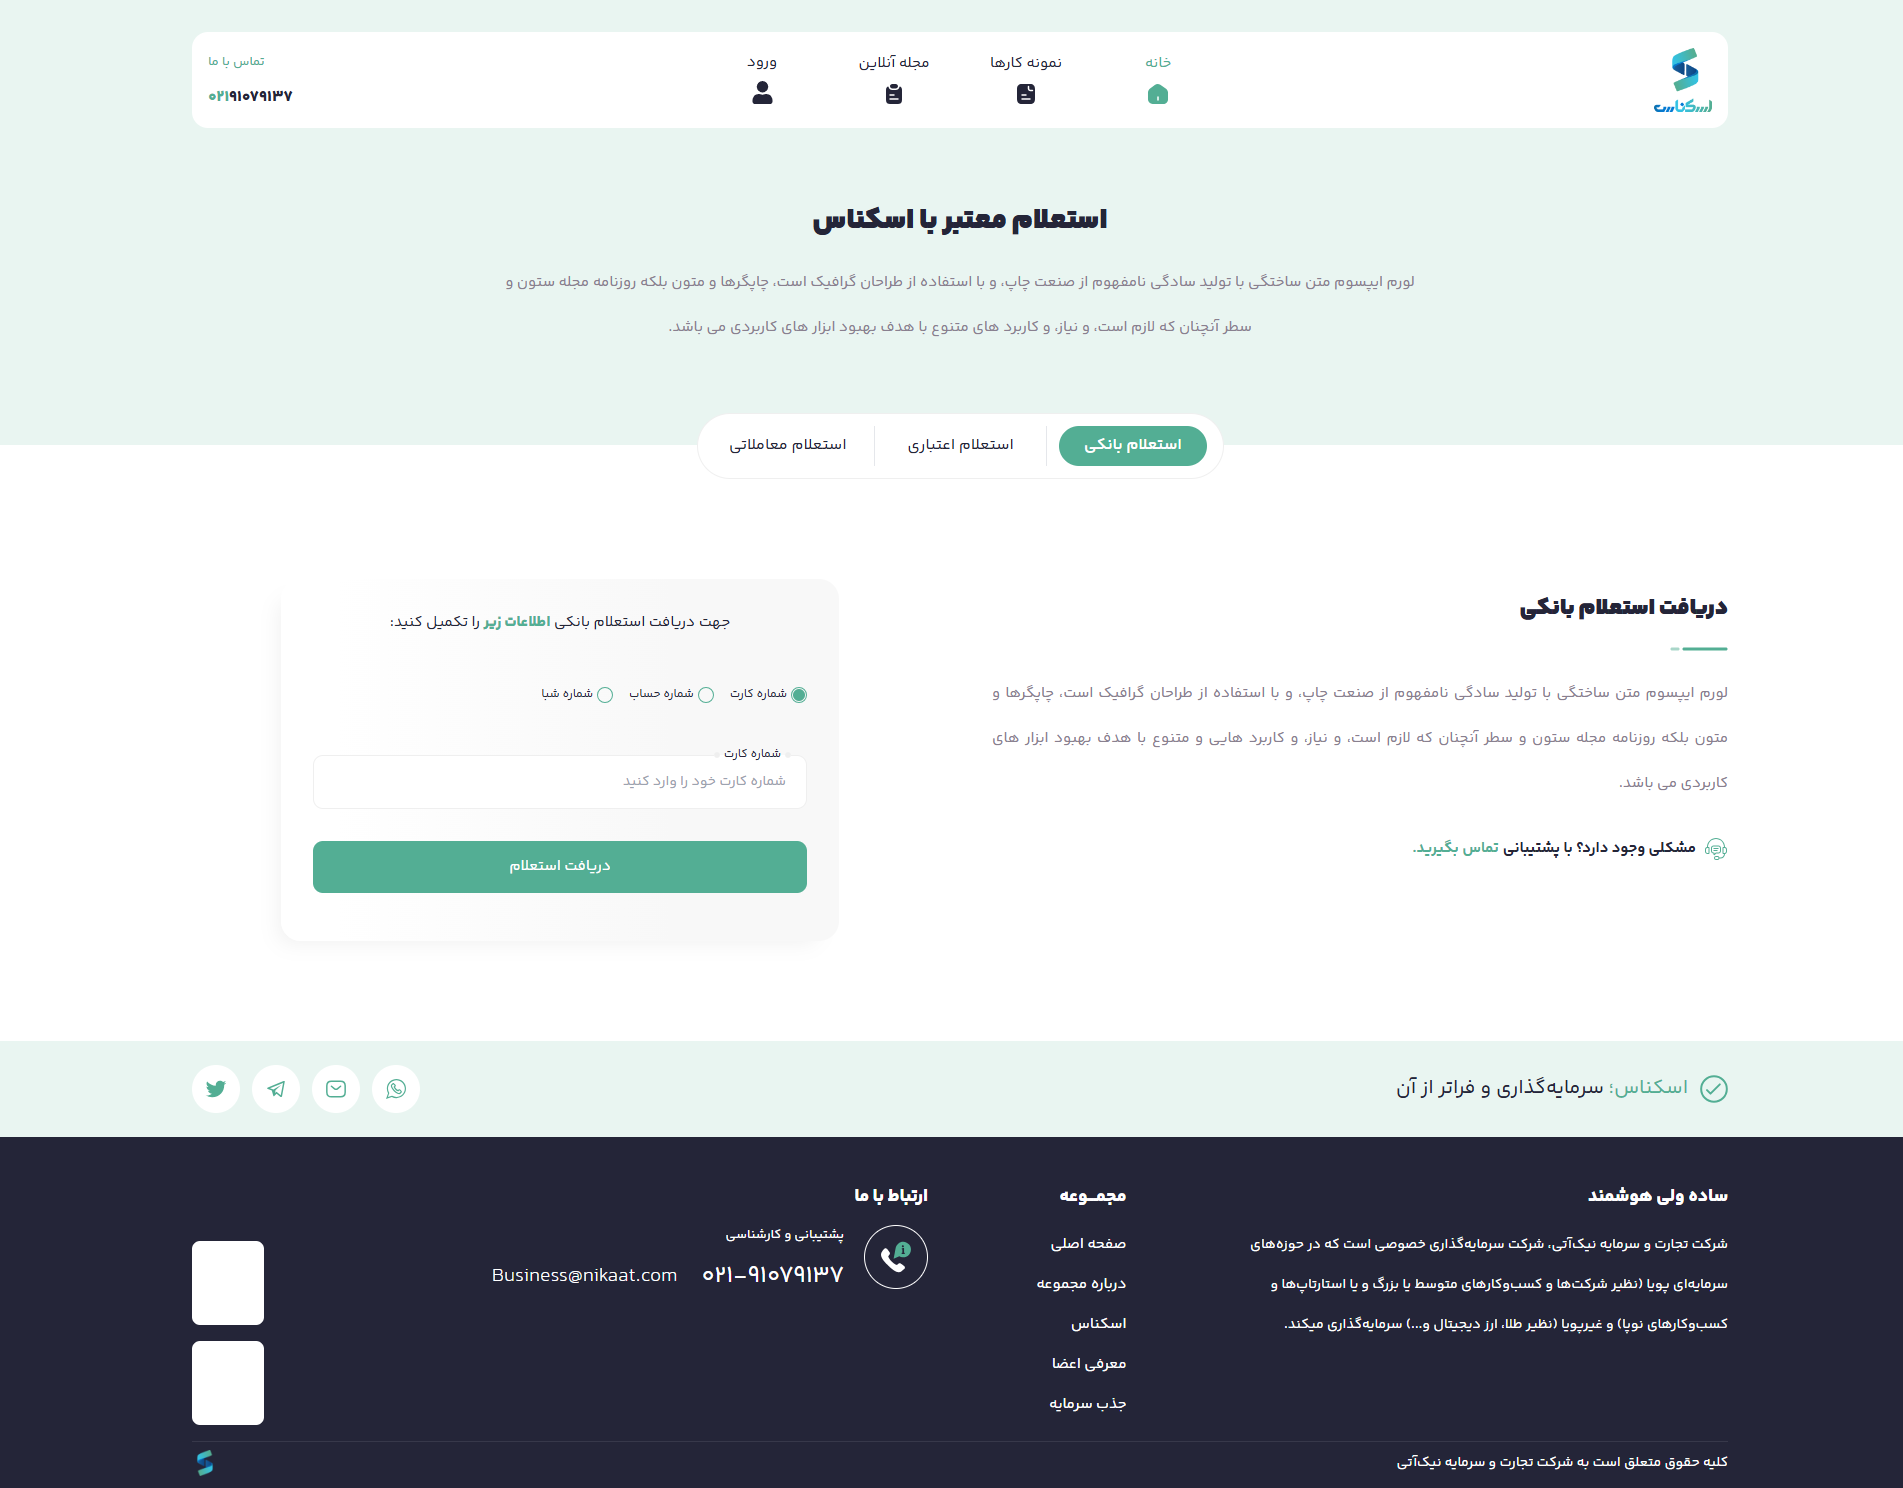 اسکناس
خانه
نمونه کارها
مجله آنلاین
ورود
تماس با ما
۰۲۱۹۱۰۷۹۱۳۷
استعلام معتبر با اسکناس
لورم ایپسوم متن ساختگی با تولید سادگی نامفهوم از صنعت چاپ، و با استفاده از طراحان گرافیک است، چاپگرها و متون بلکه روزنامه مجله ستون و
سطر آنچنان که لازم است، و نیاز، و کاربرد های متنوع با هدف بهبود ابزار های کاربردی می باشد.
استعلام بانکی
استعلام اعتباری
استعلام معاملاتی
دریافت استعلام بانکی
لورم ایپسوم متن ساختگی با تولید سادگی نامفهوم از صنعت چاپ، و با استفاده از طراحان گرافیک است، چاپگرها و
متون بلکه روزنامه مجله ستون و سطر آنچنان که لازم است، و نیاز، و کاربرد هایی و متنوع با هدف بهبود ابزار های
کاربردی می باشد.
مشکلی وجود دارد؟ با پشتیبانی تماس بگیرید.
جهت دریافت استعلام بانکی اطلاعات زیر را تکمیل کنید:
شماره کارت
شماره حساب
شماره شبا
شماره کارت
شماره کارت خود را وارد کنید
دریافت استعلام
اسکناس؛ سرمایه‌گذاری و فراتر از آن
ساده ولی هوشمند
شرکت تجارت و سرمایه نیک‌آتی، شرکت سرمایه‌گذاری خصوصی است که در حوزه‌های
سرمایه‌ای پویا (نظیر شرکت‌ها و کسب‌وکارهای متوسط یا بزرگ و یا استارتاپ‌ها و
کسب‌وکارهای نوپا) و غیرپویا (نظیر طلا، ارز دیجیتال و...) سرمایه‌گذاری میکند.
مجمـــوعه
صفحه اصلی
درباره مجموعه
اسکناس
معرفی اعضا
جذب سرمایه
ارتباط با ما
پشتیبانی و کارشناسی
۰۲۱-۹۱۰۷۹۱۳۷
Business@nikaat.com
کلیه حقوق متعلق است به شرکت تجارت و سرمایه نیک‌آتی